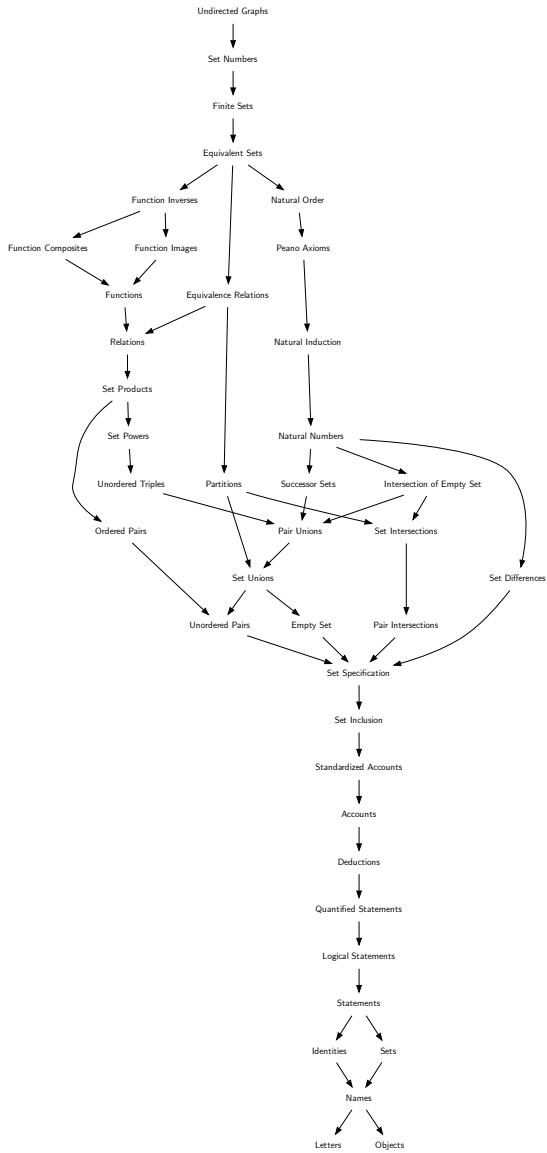 Undirected Graphs
Set Numbers
Finite Sets
Equivalent Sets
Function Inverses
Natural Order
Function Composites
Function Images
Peano Axioms
Functions
Equivalence Relations
Relations
Natural Induction
Set Products
Set Powers
Natural Numbers
Unordered Triples
Partitions
Successor Sets
Intersection of Empty Set
Ordered Pairs
Pair Unions
Set Intersections
Set Unions
Set Differences
Unordered Pairs
Empty Set
Pair Intersections
Set Specification
Set Inclusion
Standardized Accounts
Accounts
Deductions
Quantified Statements
Logical Statements
Statements
Identities
Sets
Names
Letters
Objects